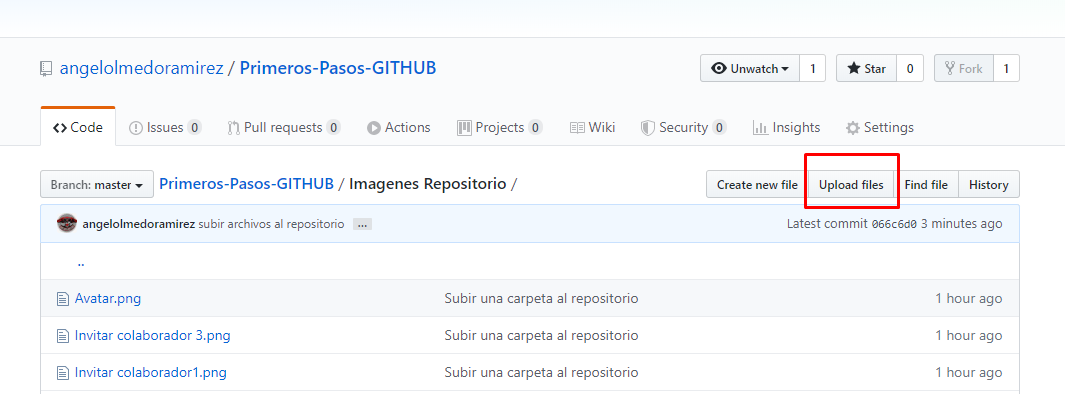 angelolmedoramirez / Primeros-Pasos-GITHUB Unwatch 1 Star 0 Fork 1
Code Issues 0 Pull requests 0 Actions Projects 0 Wiki Security 0 Insights Settings
Branch: master Primeros-Pasos-GITHUB / Imagenes Repositorio / Create new file Upload files Find file History
angelolmedoramirez subir archivos al repositorio ... Latest commit 066c6d0 3 minutes ago
..
Avatar.png Subir una carpeta al repositorio 1 hour ago
Invitar colaborador 3.png Subir una carpeta al repositorio 1 hour ago
Invitar colaborador1.png Subir una carpeta al repositorio 1 hour ago